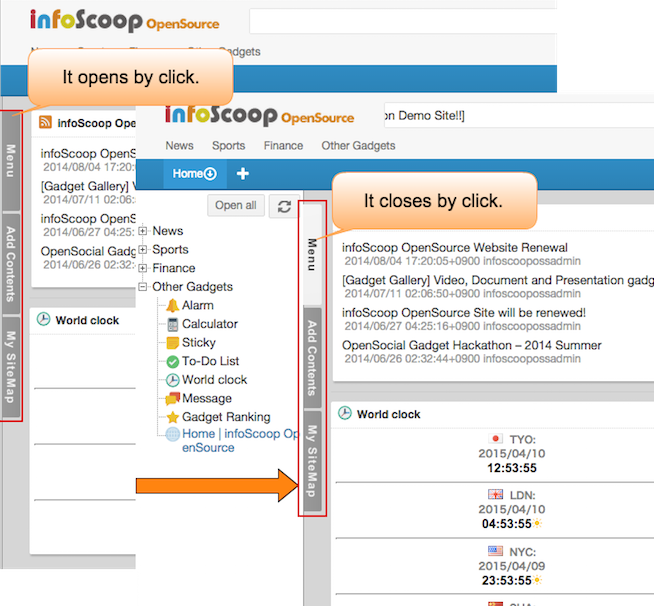 infoScoop OpenSource
Gadgets
It opens by click.
infoScoop Ope
infoScoop OpenS
2014/08/04 17:20:
[Gadget Gallery] V
2014/07/11 02:06:
infoScoop OpenS
2014/06/27 04:25:
OpenSocial Gadg
2014/06/26 02:32:
World clock
Menu
Add Contents
My SiteMap
infoScoop OpenSource
on Demo Site!!]
News Sports Finance Other Gadgets
Home
It closes by click.
Open all
News
Sports
Finance
Other Gadgets
Alarm
Calculator
Sticky
To-Do List
World clock
Message
Gadget Ranking
Home | infoScoop Op
enSource
Menu
Add Contents
My SiteMap
infoScoop OpenSource Website Renewal
2014/08/04 17:20:05+0900 infoscoopossadmin
[Gadget Gallery] Video, Document and Presentation gadg
2014/07/11 02:06:50+0900 infoscoopossadmin
infoScoop OpenSource Site will be renewed!
2014/06/27 04:25:16+0900 infoscoopossadmin
OpenSocial Gadget Hackathon – 2014 Summer
2014/06/26 02:32:44+0900 infoscoopossadmin
World clock
TYO:
2015/04/10
12:53:55
LDN:
2015/04/10
04:53:55
NYC:
2015/04/09
23:53:55